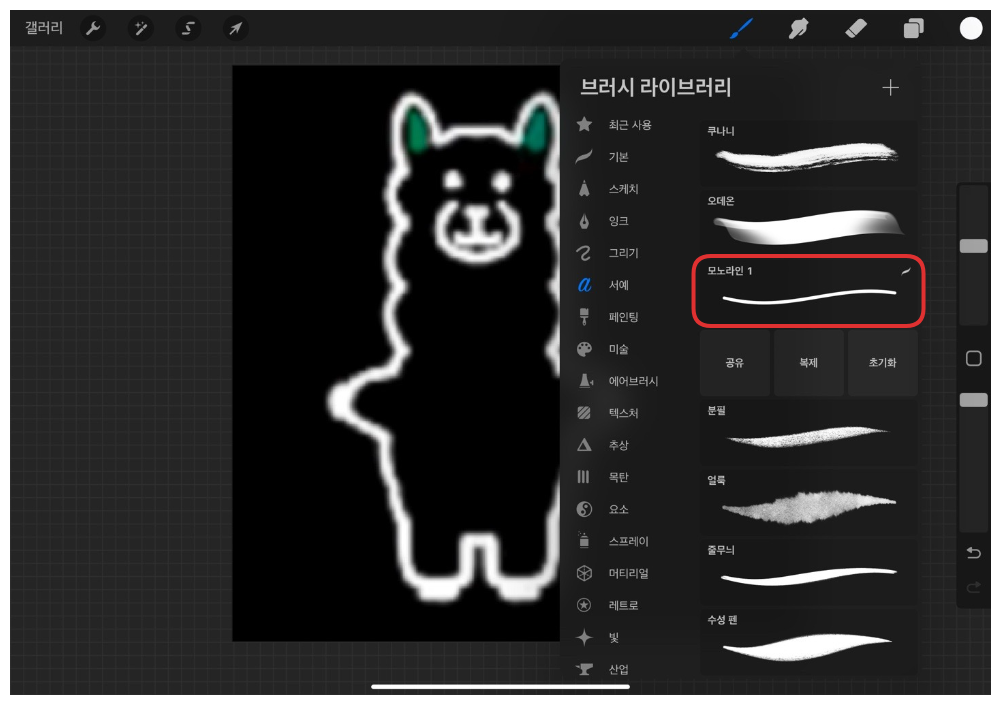 갤러리
브러시 라이브러리
최근 사용
기본
스케치
잉크
그리기
서예
페인팅
미술
에어브러시
텍스처
추상
목탄
요소
스프레이
머티리얼
레트로
빛
산업
쿠나니
오데온
모노라인 1
공유 복제 초기화
분필
얼룩
줄무늬
수성 펜